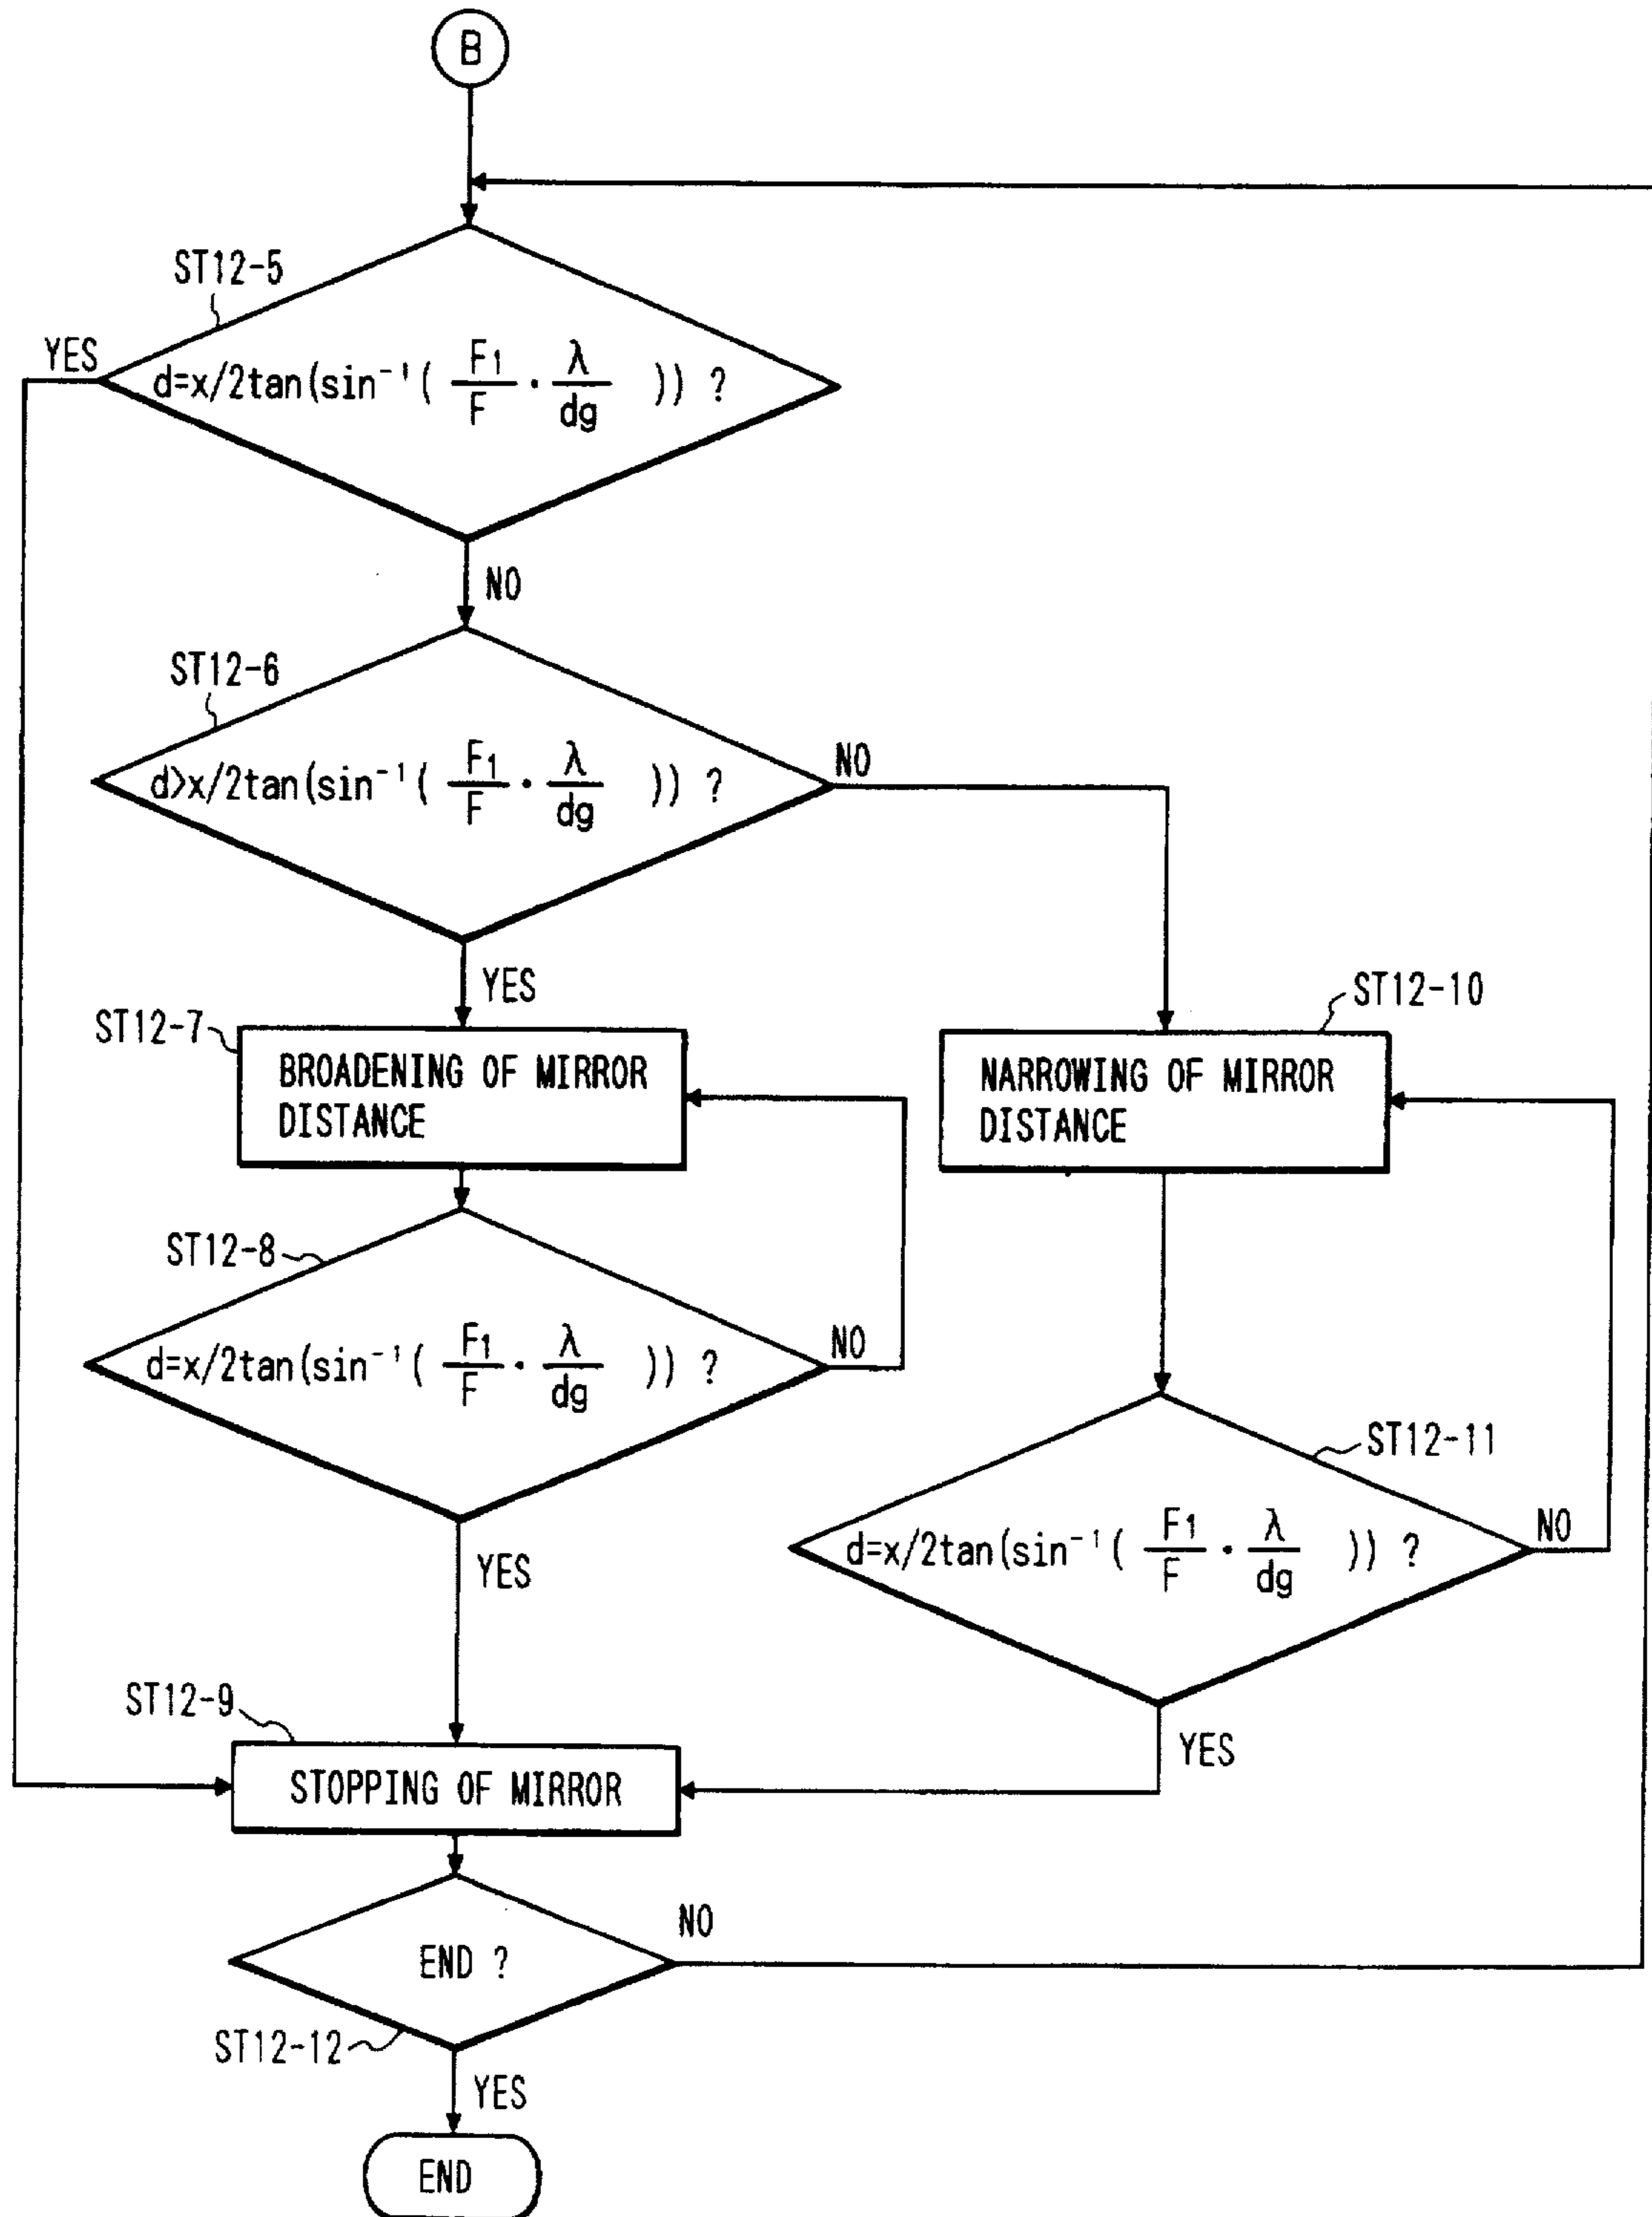 B
ST12-5
YES
d=x/2tan(sin⁻¹( F1/F · λ/dg )) ?
NO
ST12-6
d>x/2tan(sin⁻¹( F1/F · λ/dg )) ?
NO
YES
ST12-7
BROADENING OF MIRROR
DISTANCE
ST12-10
NARROWING OF MIRROR
DISTANCE
ST12-8
d=x/2tan(sin⁻¹( F1/F · λ/dg )) ?
NO
YES
ST12-11
d=x/2tan(sin⁻¹( F1/F · λ/dg )) ?
NO
YES
ST12-9
STOPPING OF MIRROR
END ?
NO
ST12-12
YES
END